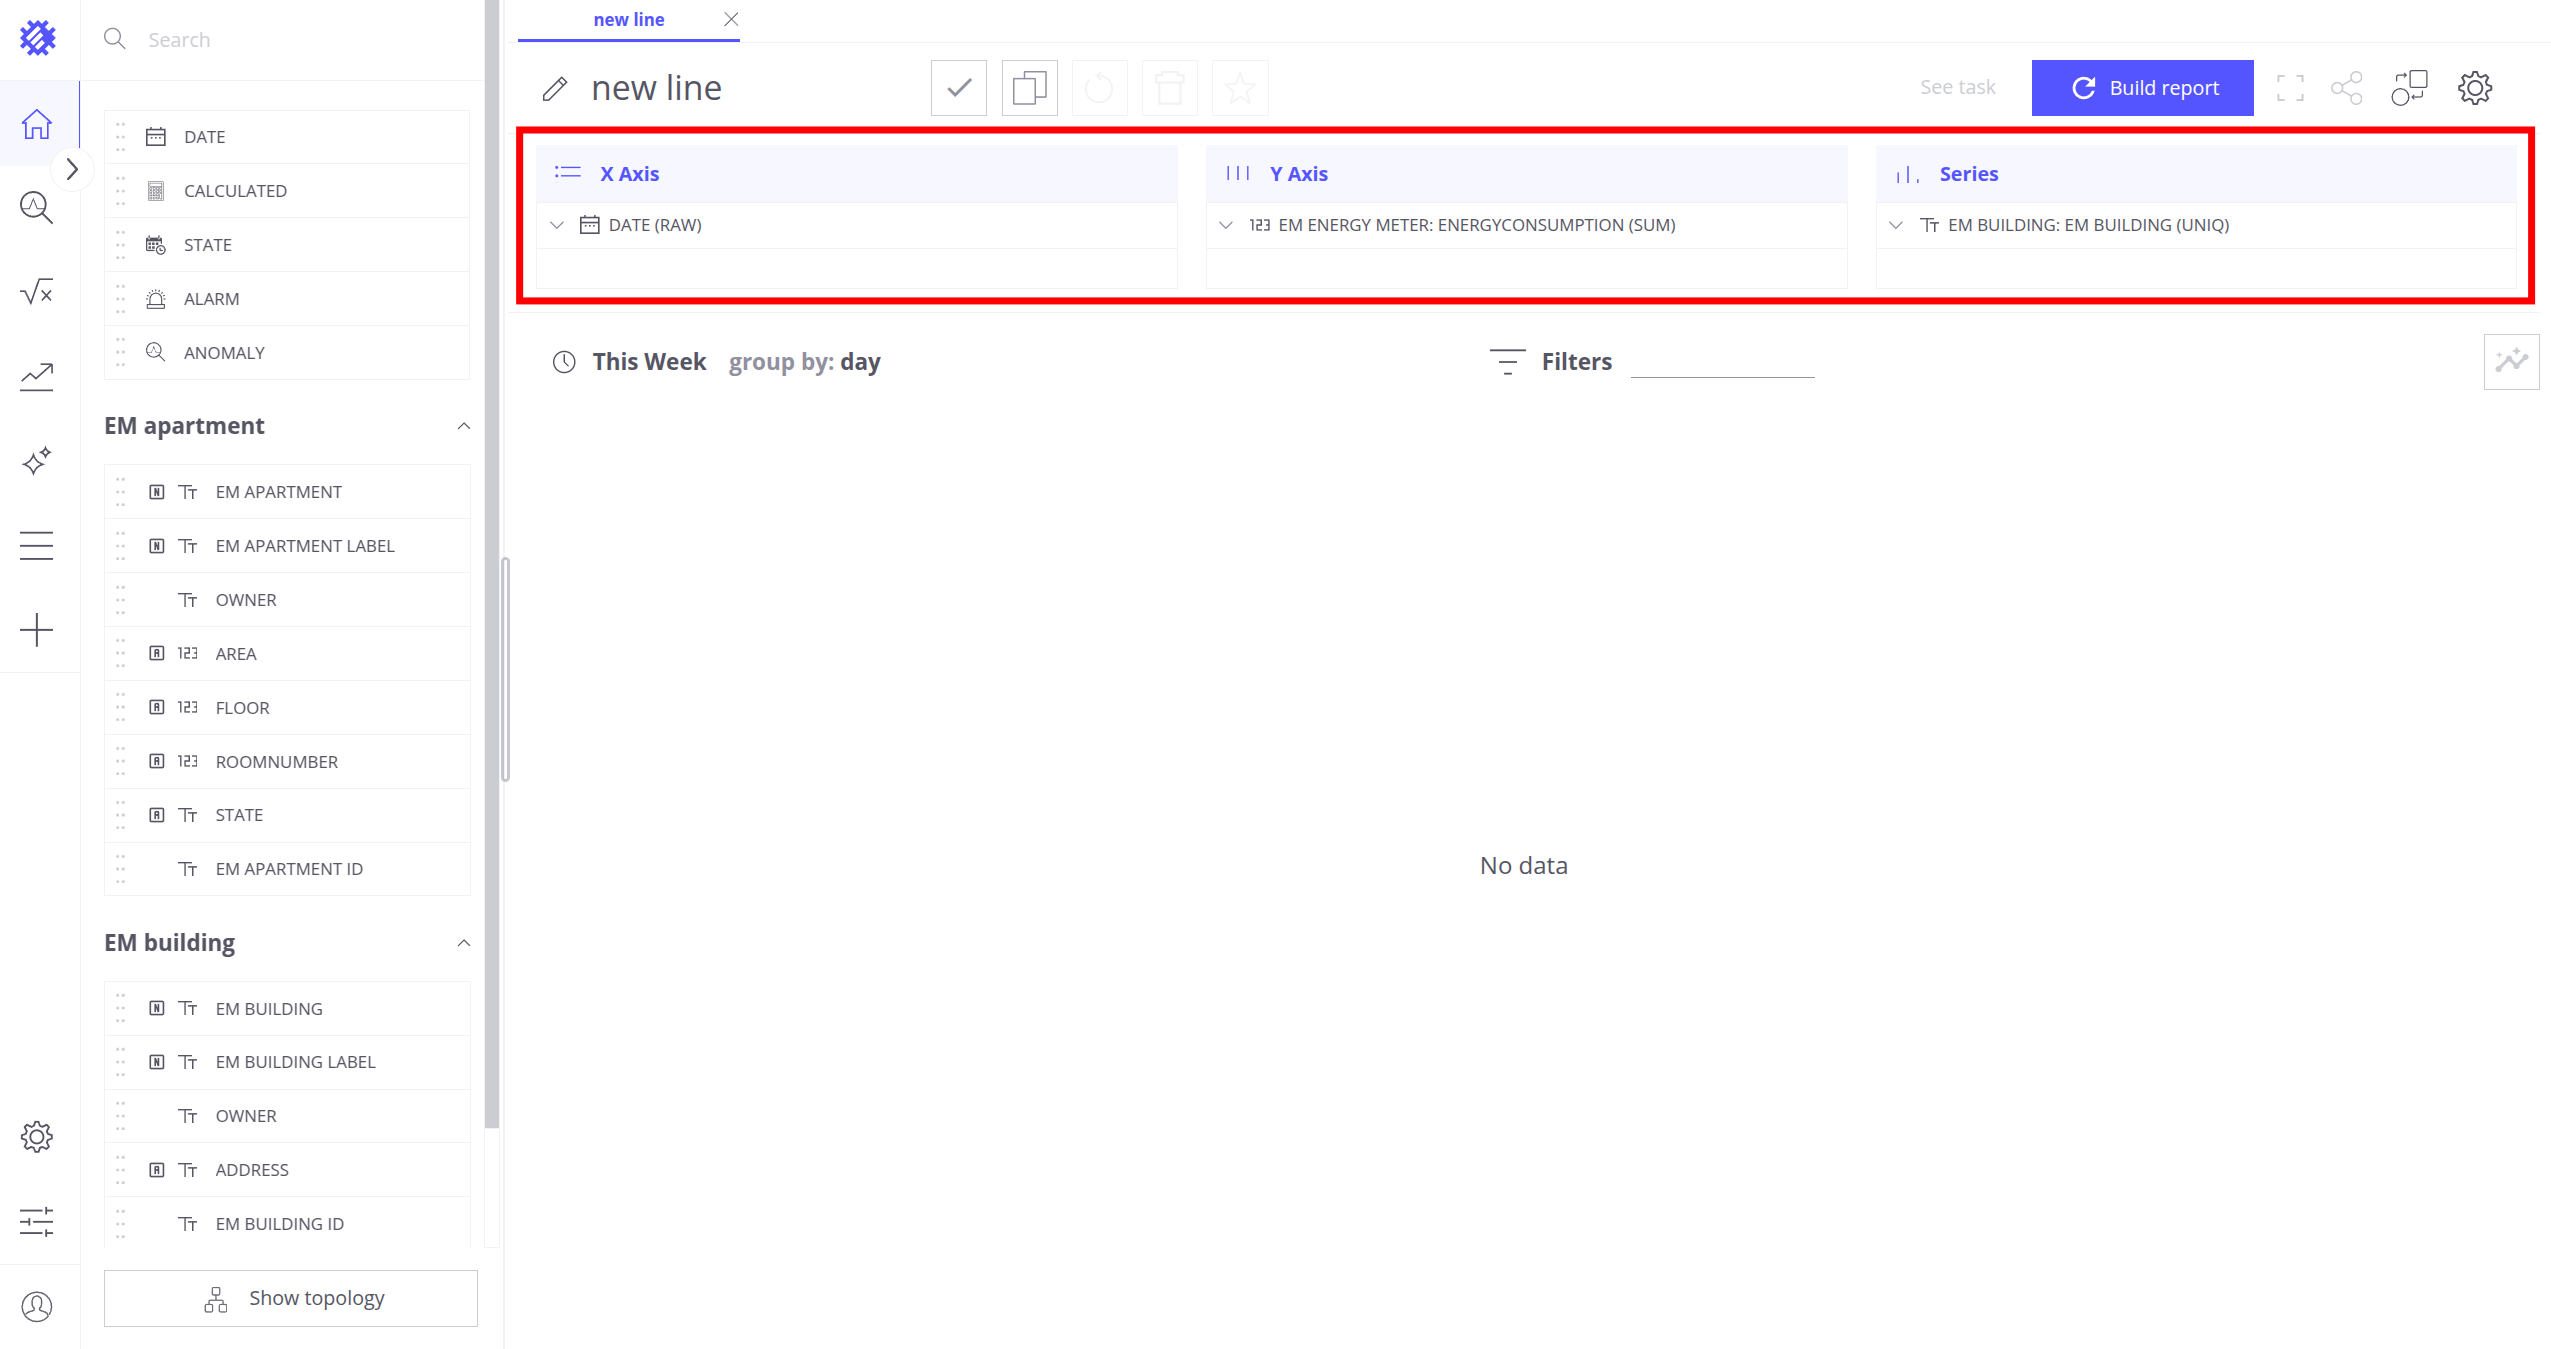 Search
DATE
CALCULATED
STATE
ALARM
ANOMALY
EM apartment
EM APARTMENT
EM APARTMENT LABEL
OWNER
AREA
FLOOR
ROOMNUMBER
STATE
EM APARTMENT ID
EM building
EM BUILDING
EM BUILDING LABEL
OWNER
ADDRESS
EM BUILDING ID
Show topology
new line
new line
See task
Build report
X Axis
DATE (RAW)
Y Axis
123 EM ENERGY METER: ENERGYCONSUMPTION (SUM)
Series
EM BUILDING: EM BUILDING (UNIQ)
This Week group by: day
Filters
No data